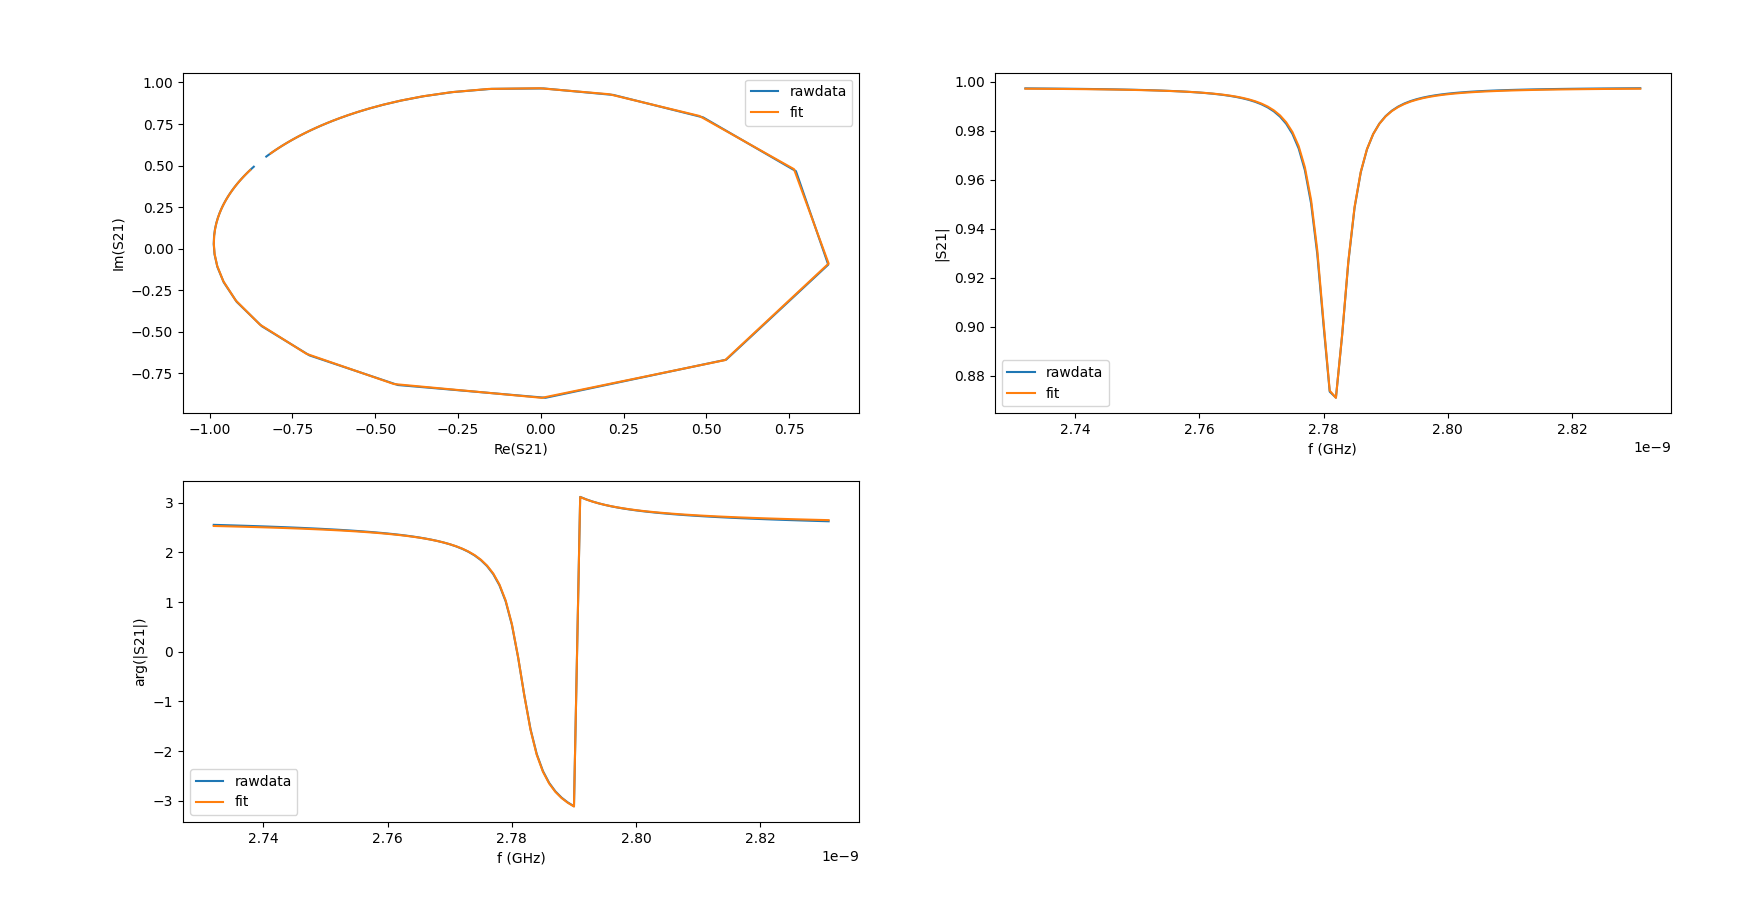 1.00
0.75
0.50
0.25
0.00
−0.25
−0.50
−0.75
Im(S21)
rawdata
fit
−1.00 −0.75 −0.50 −0.25 0.00 0.25 0.50 0.75
Re(S21)
1.00
0.98
0.96
0.94
0.92
0.90
0.88
|S21|
rawdata
fit
2.74 2.76 2.78 2.80 2.82
1e−9
f (GHz)
3
2
1
0
−1
−2
−3
arg(|S21|)
rawdata
fit
2.74 2.76 2.78 2.80 2.82
1e−9
f (GHz)